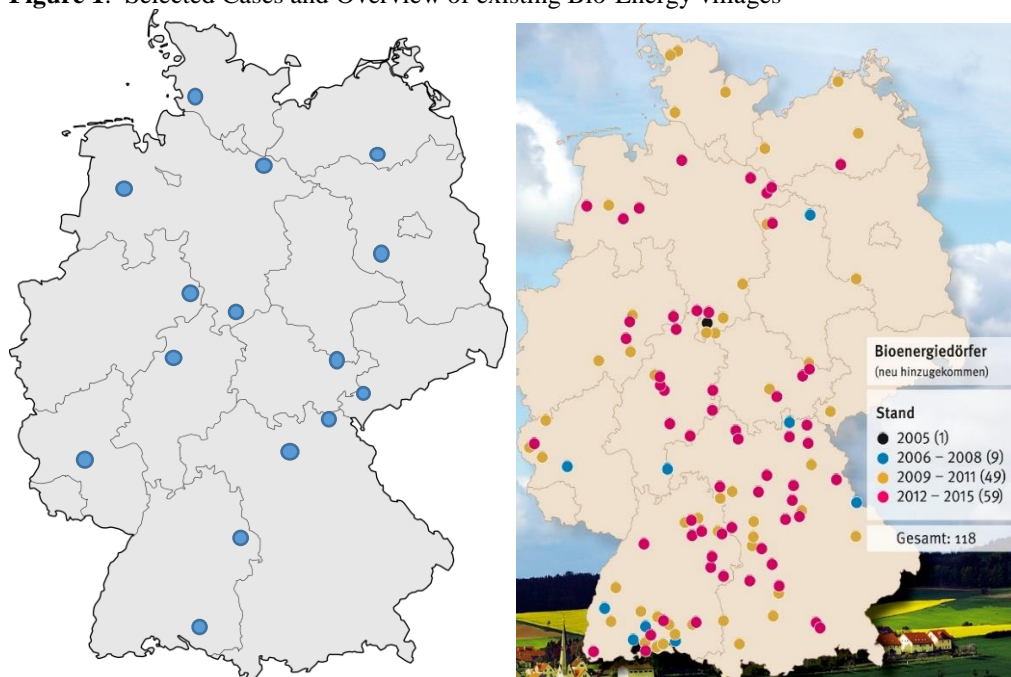 Figure 1: Selected Cases and Overview of existing Bio-Energy villages
Bioenergiedörfer
(neu hinzugekommen)
Stand
2005 (1)
2006 – 2008 (9)
2009 – 2011 (49)
2012 – 2015 (59)
Gesamt: 118